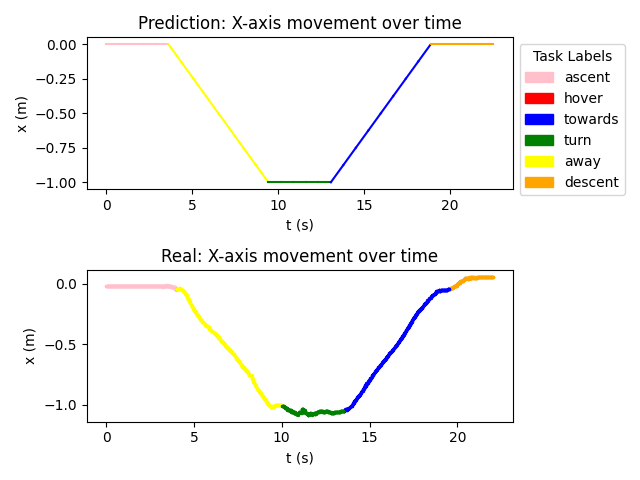 Prediction: X-axis movement over time
0.00
−0.25
−0.50
−0.75
−1.00
x (m)
0
5
10
15
20
t (s)
Task Labels
ascent
hover
towards
turn
away
descent
Real: X-axis movement over time
0.0
−0.5
−1.0
x (m)
0
5
10
15
20
t (s)